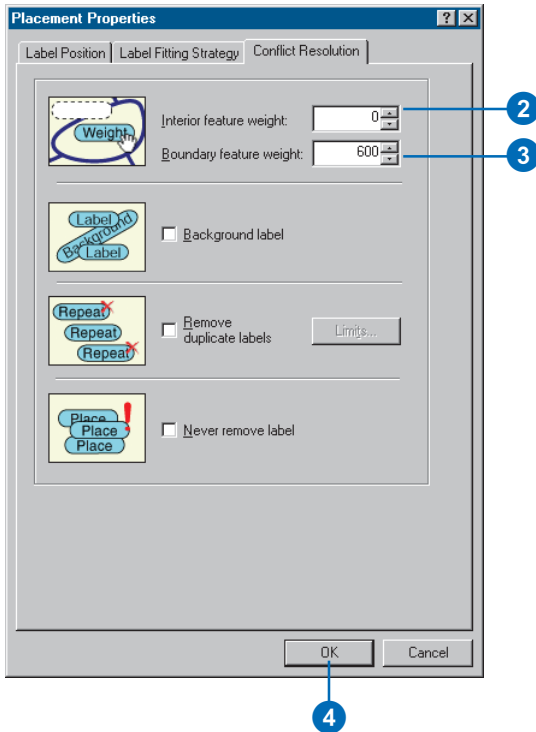 Placement Properties
Label Position
Label Fitting Strategy
Conflict Resolution
Weight
Interior feature weight:
0
2
Boundary feature weight:
600
3
Label
Background
Label
Background label
Repeat
Repeat
Repeat
Remove
duplicate labels
Limits...
Place
Place
Place
!
Never remove label
OK
Cancel
4